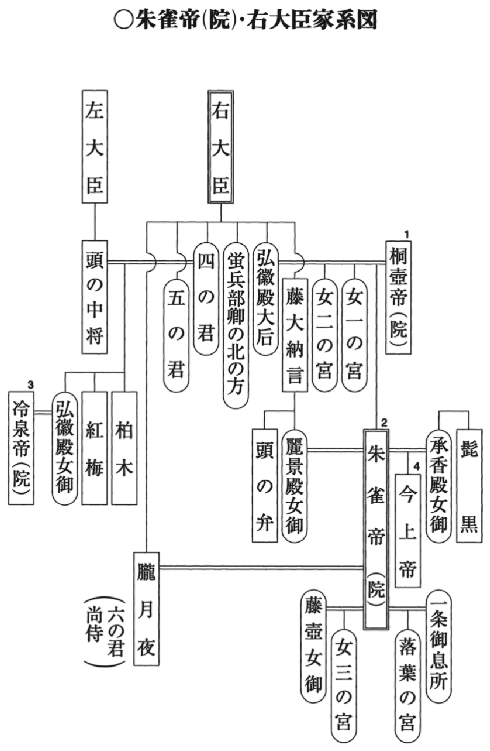 〇朱雀帝(院)・右大臣家系図
右大臣
左大臣
1
桐壺帝(院)
頭の中将
五の君
四の君
蛍兵部卿の北の方
弘徽殿大后
藤大納言
女二の宮
女一の宮
3
冷泉帝(院)
弘徽殿女御
紅梅
柏木
頭の弁
麗景殿女御
2
朱雀帝(院)
4
今上帝
承香殿女御
髭黒
朧月夜
(六の君
尚侍)
藤壺女御
女三の宮
落葉の宮
一条御息所